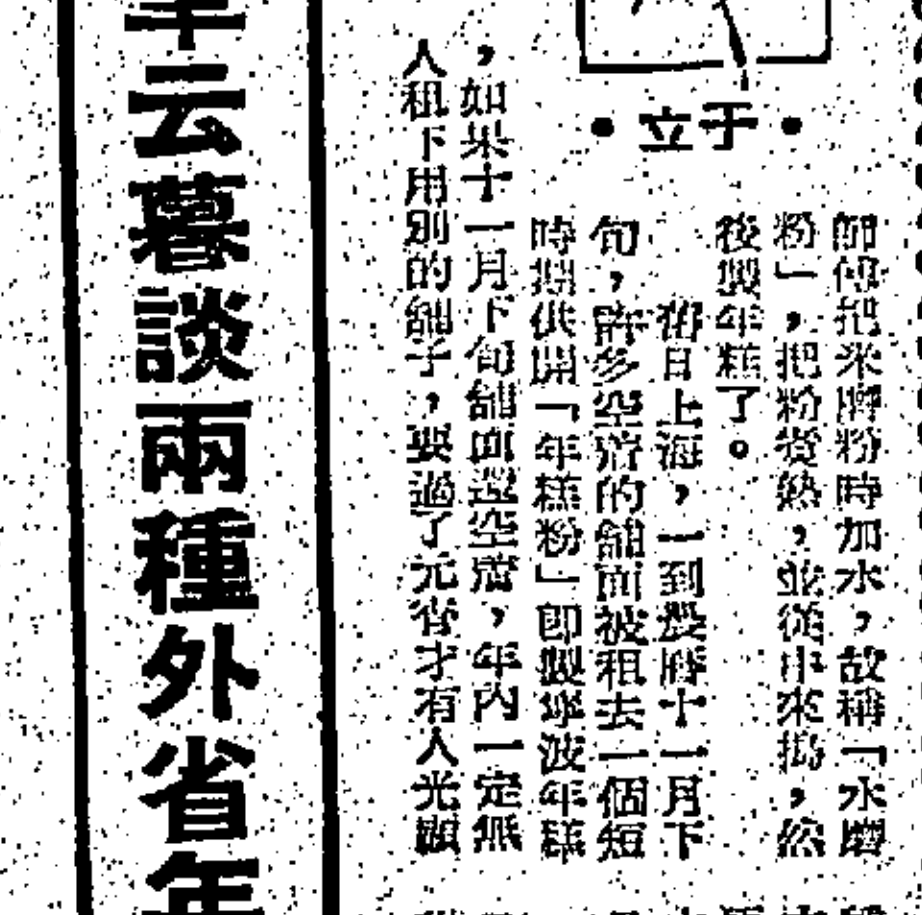 ·立于·
師傅把米磨粉時加水，故稱「水磨
粉」，把粉蒸熟，並從中來搗，然
後製年糕了。
舊日上海，一到農曆十一月下
旬，許多空置的舖面被租去一個短
時期供開「年糕粉」即製寧波年糕
，如果十一月下旬舖面還空着，年內一定無
人租下用別的舖子，要過了元宵才有人光顧
云暮談兩種外省年